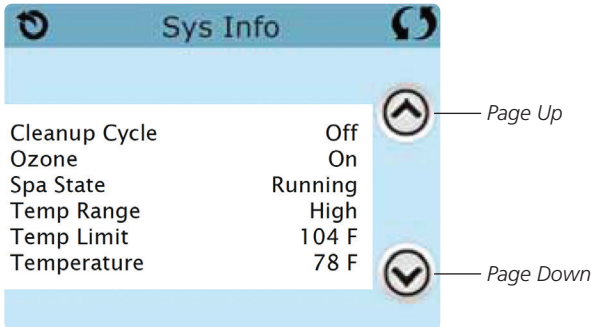 Sys Info
Page Up
Cleanup Cycle Off
Ozone On
Spa State Running
Temp Range High
Temp Limit 104 F
Temperature 78 F
Page Down